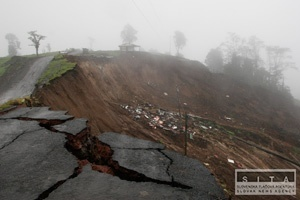 SITA
SLOVENSKÁ TLAČOVÁ AGENTÚRA
SLOVAK NEWS AGENCY